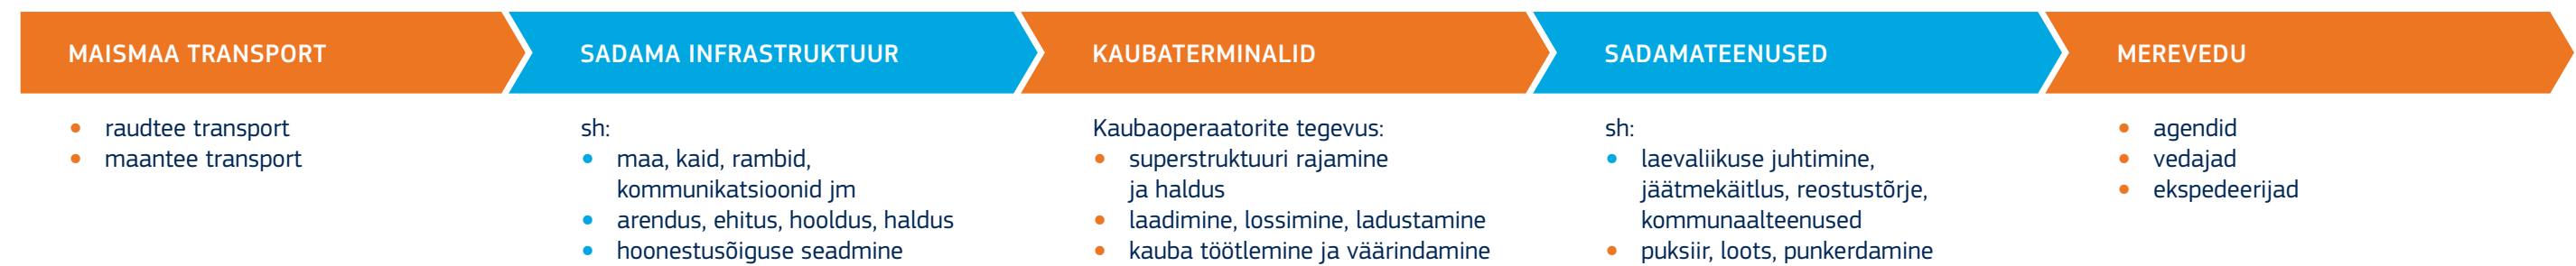 MAISMAA TRANSPORT
• raudtee transport
• maantee transport
SADAMA INFRASTRUKTUUR
sh:
• maa, kaid, rambid,
kommunikatsioonid jm
• arendus, ehitus, hooldus, haldus
• hoonestusõiguse seadmine
KAUBATERMINALID
Kaubaoperaatorite tegevus:
• superstruktuuri rajamine
ja haldus
• laadimine, lossimine, ladustamine
• kauba töötlemine ja väärindamine
SADAMATEENUSED
sh:
• laevaliikuse juhtimine,
jäätmekäitlus, reostustõrje,
kommunaalteenused
• puksiir, loots, punkerdamine
MEREVEDU
• agendid
• vedajad
• ekspedeerijad